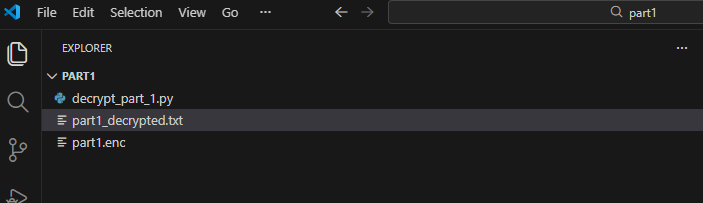 File Edit Selection View Go ··· part1
EXPLORER ···
PART1
decrypt_part_1.py
part1_decrypted.txt
part1.enc